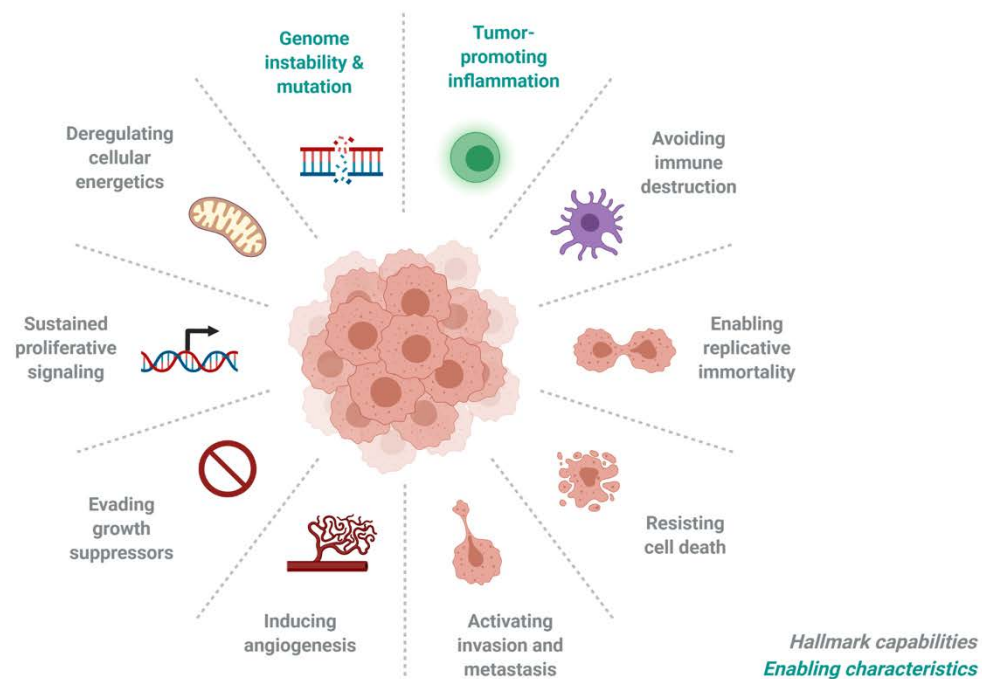 Genome
instability &
mutation
Tumor-
promoting
inflammation
Avoiding
immune
destruction
Enabling
replicative
immortality
Resisting
cell death
Activating
invasion and
metastasis
Inducing
angiogenesis
Evading
growth
suppressors
Sustained
proliferative
signaling
Deregulating
cellular
energetics
Hallmark capabilities
Enabling characteristics